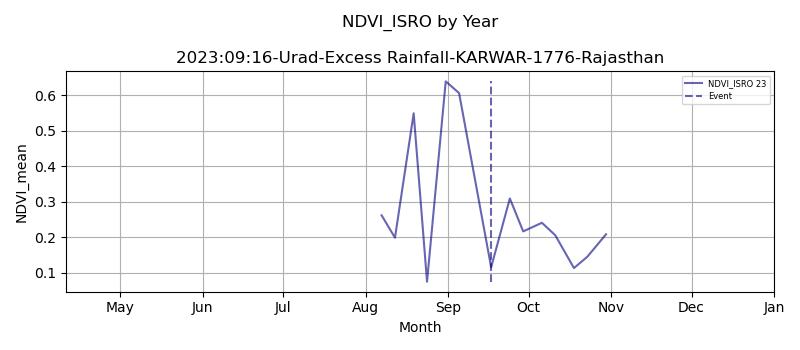 NDVI_ISRO by Year
2023:09:16-Urad-Excess Rainfall-KARWAR-1776-Rajasthan
NDVI_ISRO 23
Event
0.6
0.5
0.4
0.3
0.2
0.1
NDVI_mean
May Jun Jul Aug Sep Oct Nov Dec Jan
Month